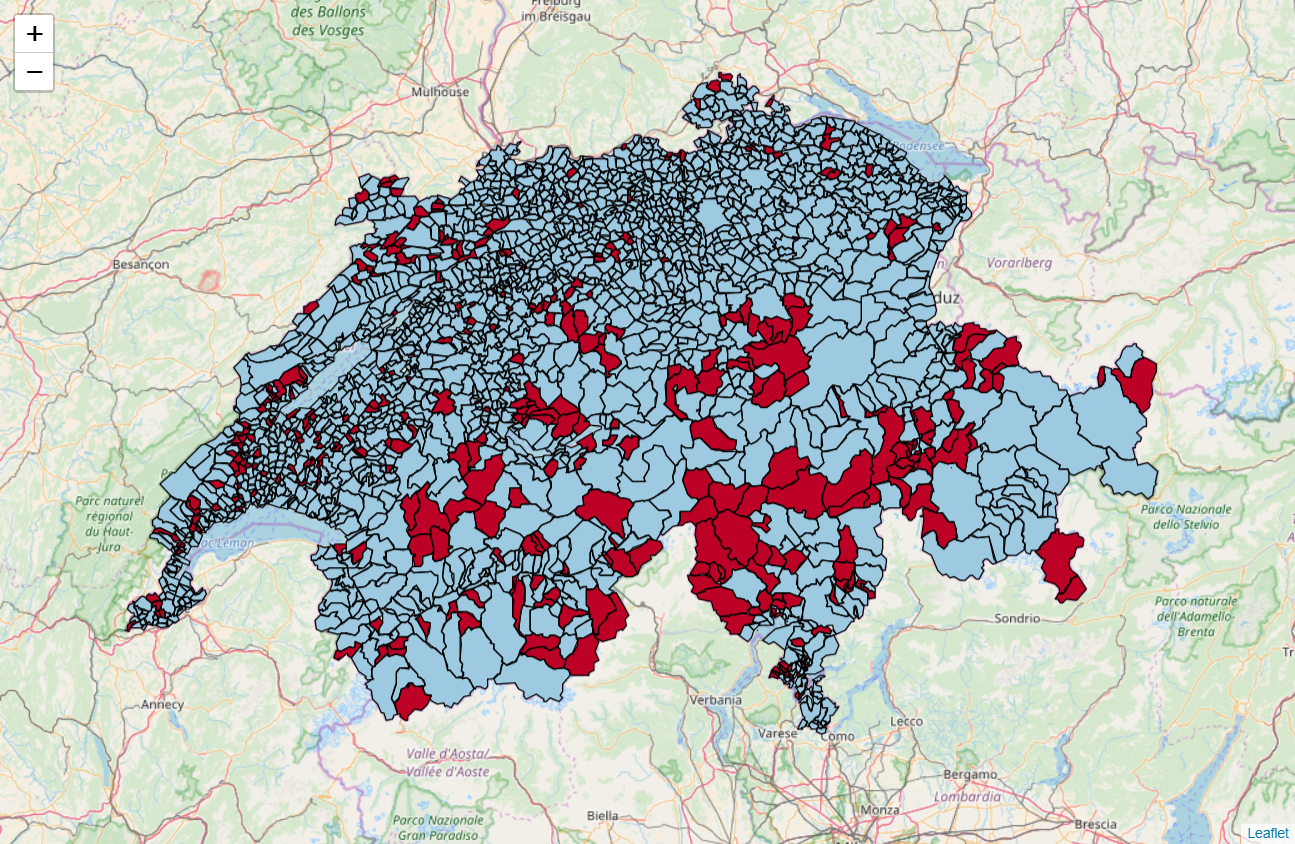 Freiburg
im Breisgau
des Ballons
des Vosges
+
−
Mulhouse
Bodensee
Besançon
Vorarlberg
duz
Parc naturel
régional
du Haut-
Jura
Parco Nazionale
dello Stelvio
Lac Léman
Parco naturale
dell'Adamello-
Brenta
Sondrio
Annecy
Verbania
Lecco
Varese
Como
Valle d'Aosta/
Vallée d'Aoste
Bergamo
Lombardia
Biella
Monza
Parco Nazionale
Gran Paradiso
Brescia
Leaflet